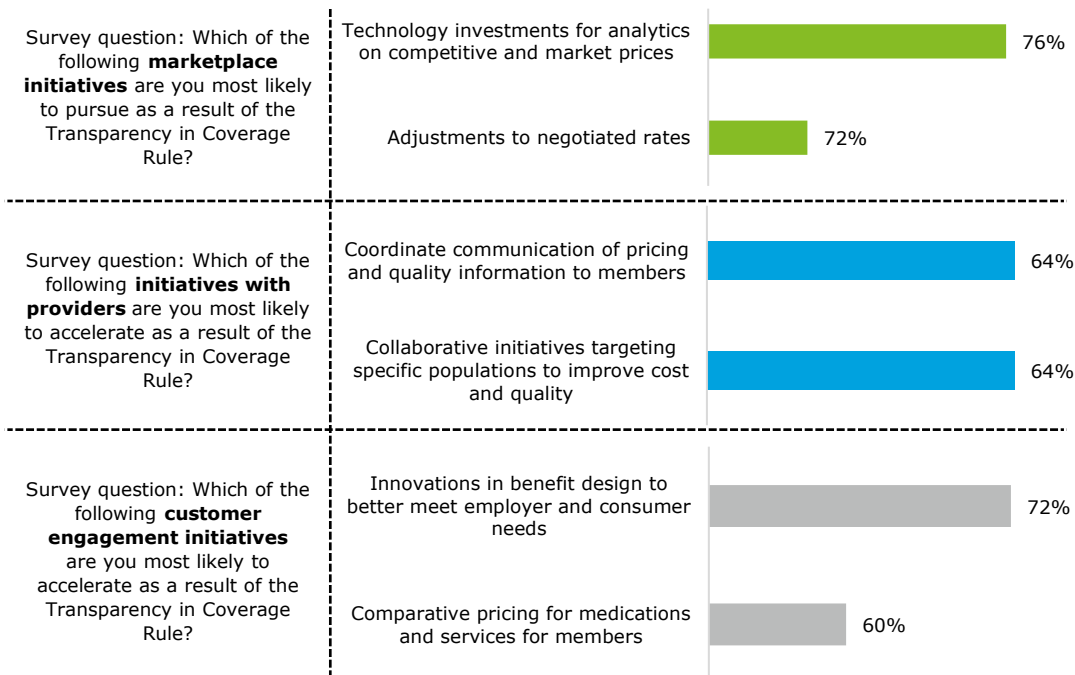 Survey question: Which of the
following marketplace
initiatives are you most likely
to pursue as a result of the
Transparency in Coverage
Rule?
Technology investments for analytics
on competitive and market prices
76%
Adjustments to negotiated rates
72%
Survey question: Which of the
following initiatives with
providers are you most likely
to accelerate as a result of the
Transparency in Coverage
Rule?
Coordinate communication of pricing
and quality information to members
64%
Collaborative initiatives targeting
specific populations to improve cost
and quality
64%
Survey question: Which of the
following customer
engagement initiatives
are you most likely to
accelerate as a result of the
Transparency in Coverage
Rule?
Innovations in benefit design to
better meet employer and consumer
needs
72%
Comparative pricing for medications
and services for members
60%